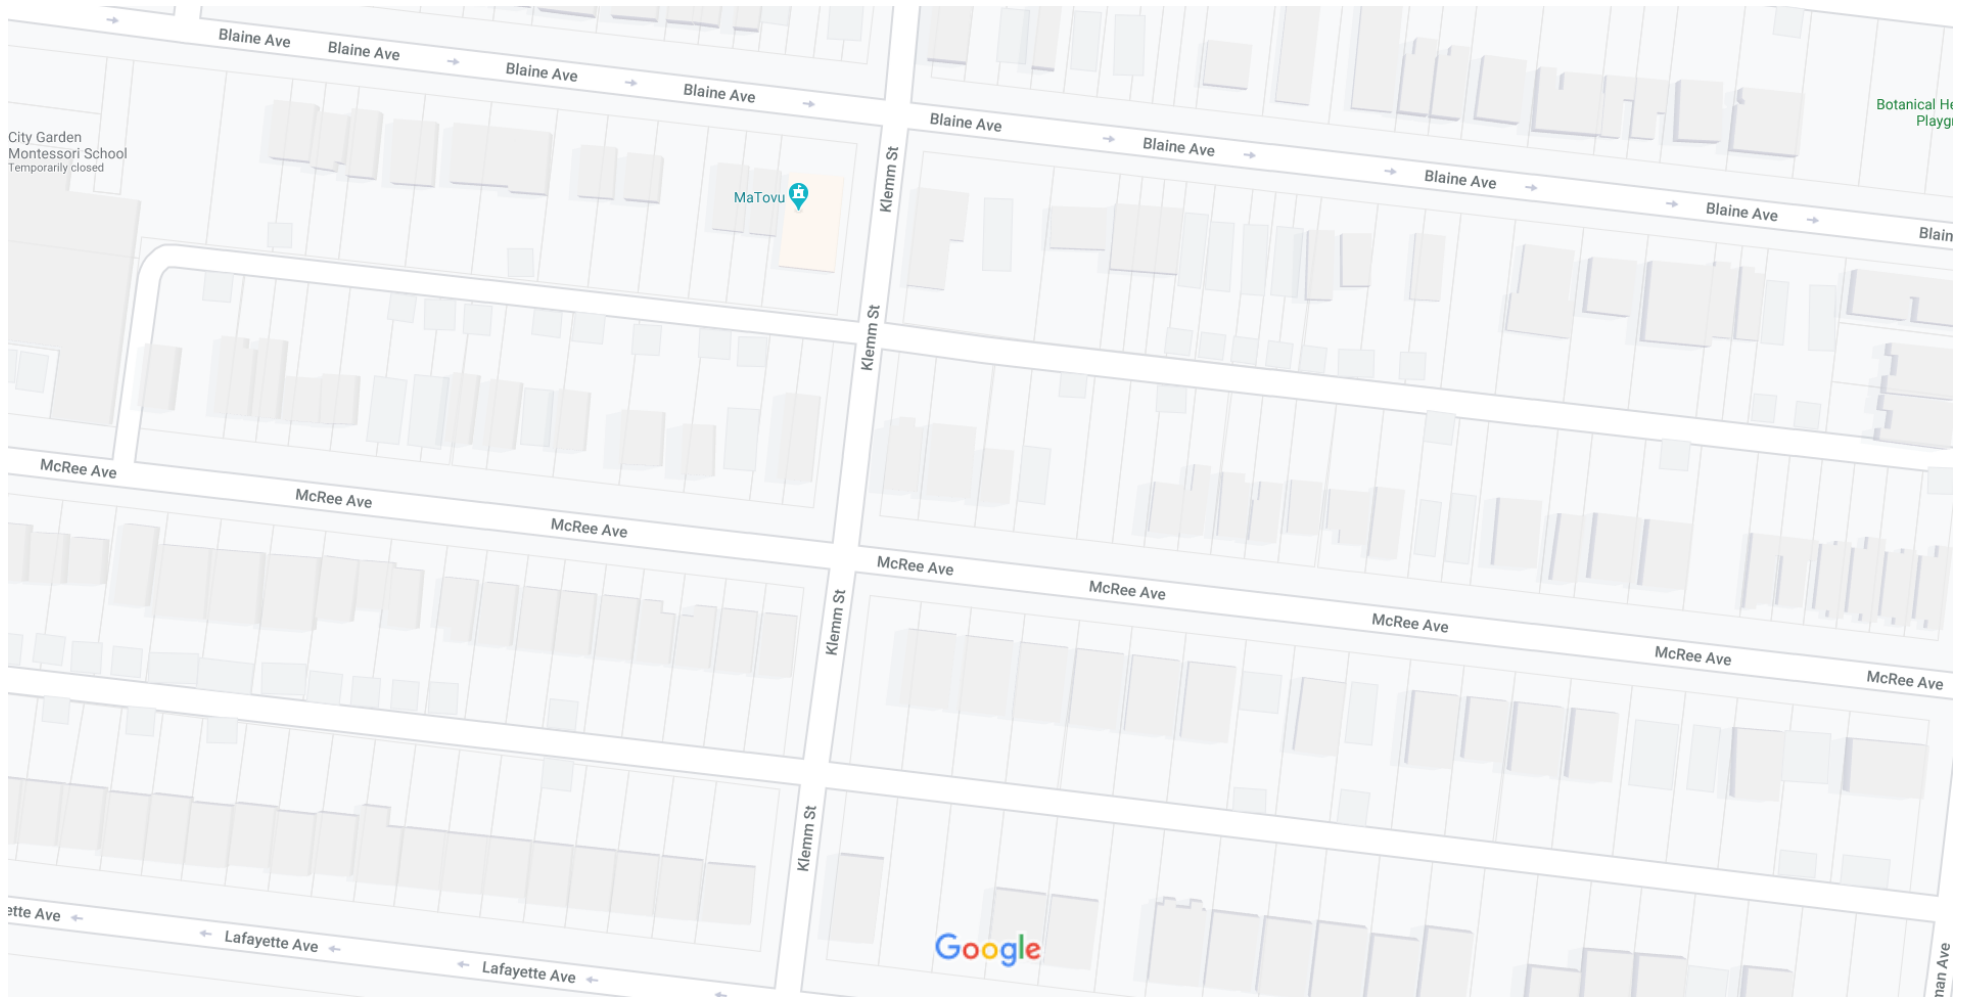 Blaine Ave
Blaine Ave
Blaine Ave
Blaine Ave
Blaine Ave
Blaine Ave
Blaine Ave
Blaine Ave
Blain
Botanical He
Playg
City Garden
Montessori School
Temporarily closed
MaTovu
Klemm St
Klemm St
McRee Ave
McRee Ave
McRee Ave
McRee Ave
McRee Ave
McRee Ave
McRee Ave
McRee Ave
Klemm St
Klemm St
ette Ave
Lafayette Ave
Lafayette Ave
Google
nan Ave